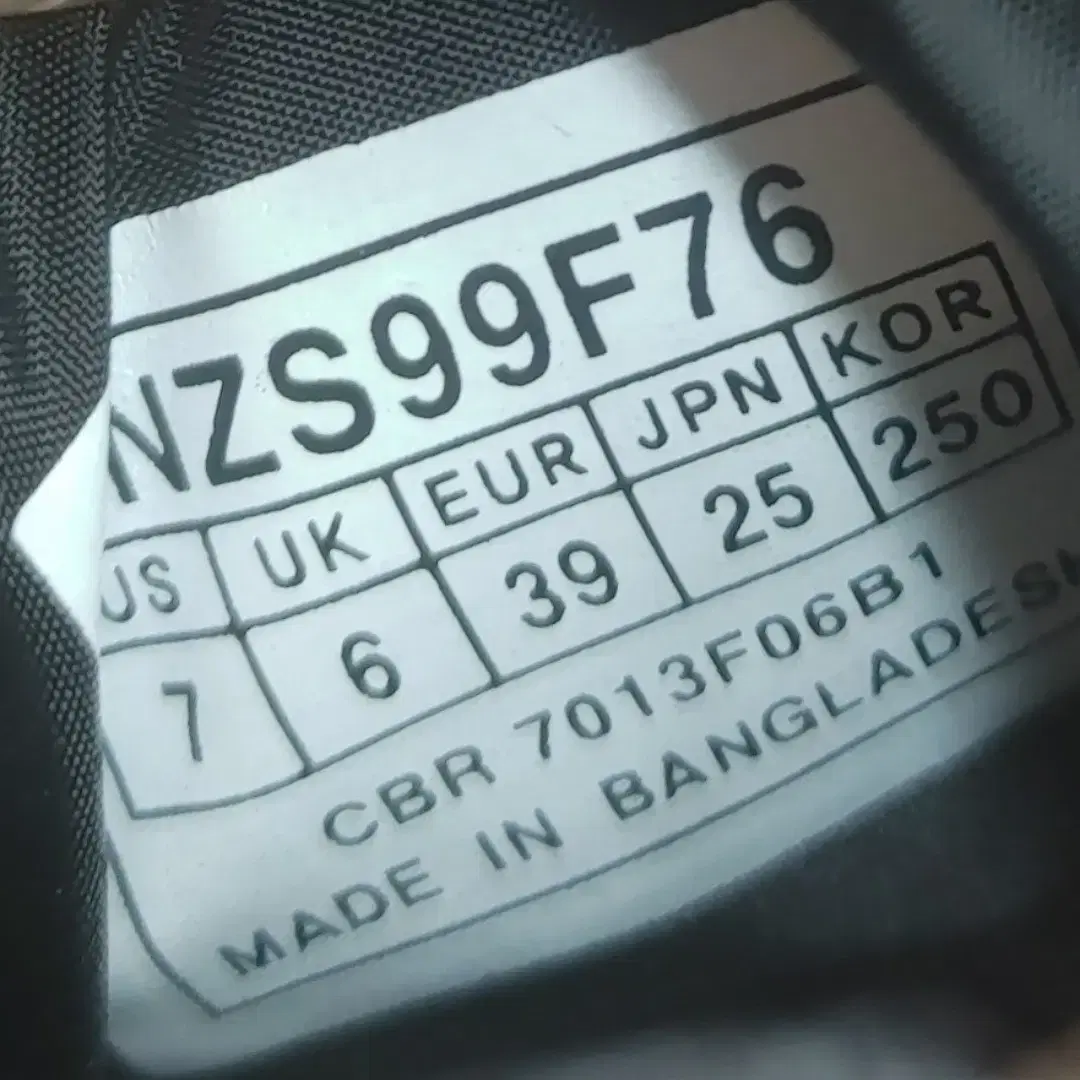 NZS99F76
US UK EUR JPN KOR
7 6 39 25 250
CBR 7013F06B1
MADE IN BANGLADESH